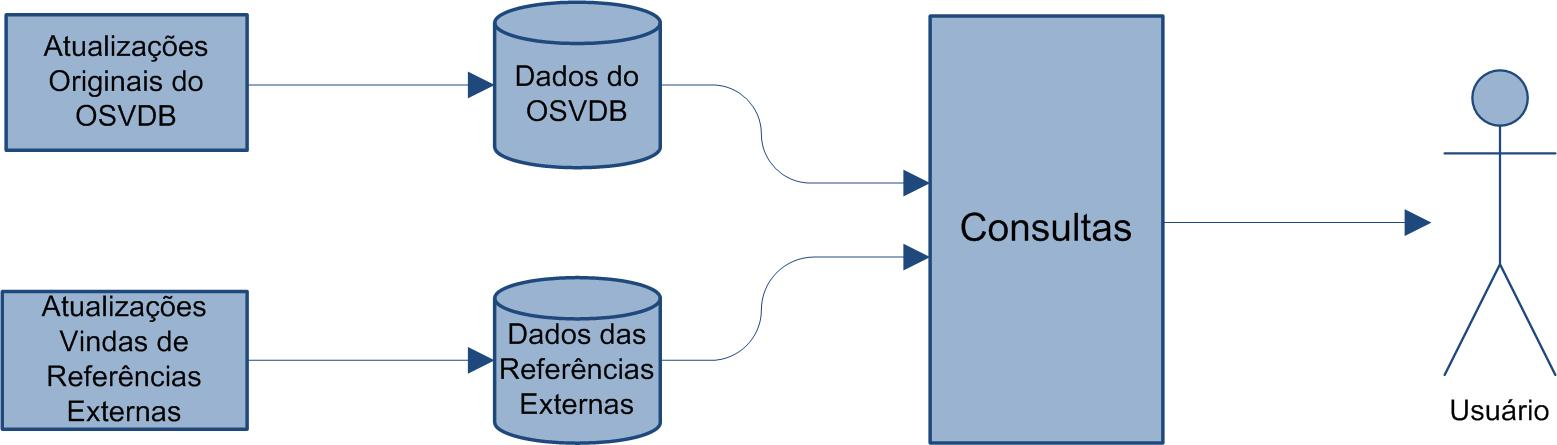 Atualizações
Originais do
OSVDB
Dados do
OSVDB
Atualizações
Vindas de
Referências
Externas
Dados das
Referências
Externas
Consultas
Usuário